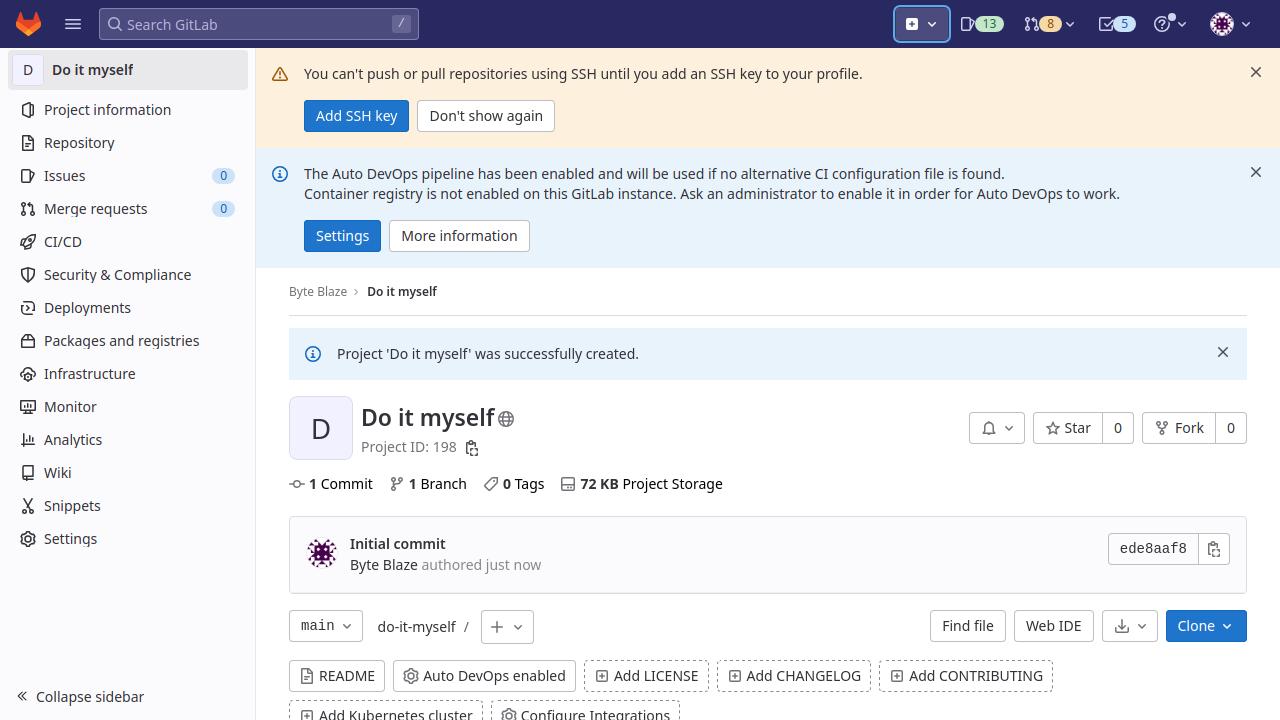 Search GitLab
/
13
8
5
D
Do it myself
Project information
Repository
Issues
0
Merge requests
0
CI/CD
Security & Compliance
Deployments
Packages and registries
Infrastructure
Monitor
Analytics
Wiki
Snippets
Settings
Collapse sidebar
You can't push or pull repositories using SSH until you add an SSH key to your profile.
Add SSH key
Don't show again
The Auto DevOps pipeline has been enabled and will be used if no alternative CI configuration file is found.
Container registry is not enabled on this GitLab instance. Ask an administrator to enable it in order for Auto DevOps to work.
Settings
More information
Byte Blaze
Do it myself
Project 'Do it myself' was successfully created.
D
Do it myself
Project ID: 198
Star
0
Fork
0
1 Commit
1 Branch
0 Tags
72 KB Project Storage
Initial commit
Byte Blaze authored just now
ede8aaf8
main
do-it-myself /
Find file
Web IDE
Clone
README
Auto DevOps enabled
Add LICENSE
Add CHANGELOG
Add CONTRIBUTING
Add Kubernetes cluster
Configure Integrations